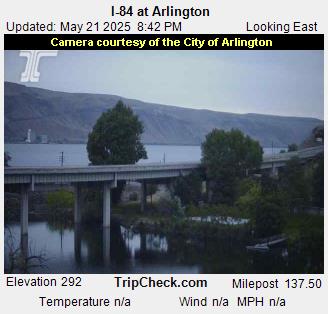 I-84 at Arlington
Updated: May 21 2025 8:42 PM Looking East
Camera courtesy of the City of Arlington
Elevation 292 TripCheck.com Milepost 137.50
Temperature n/a Wind n/a MPH n/a